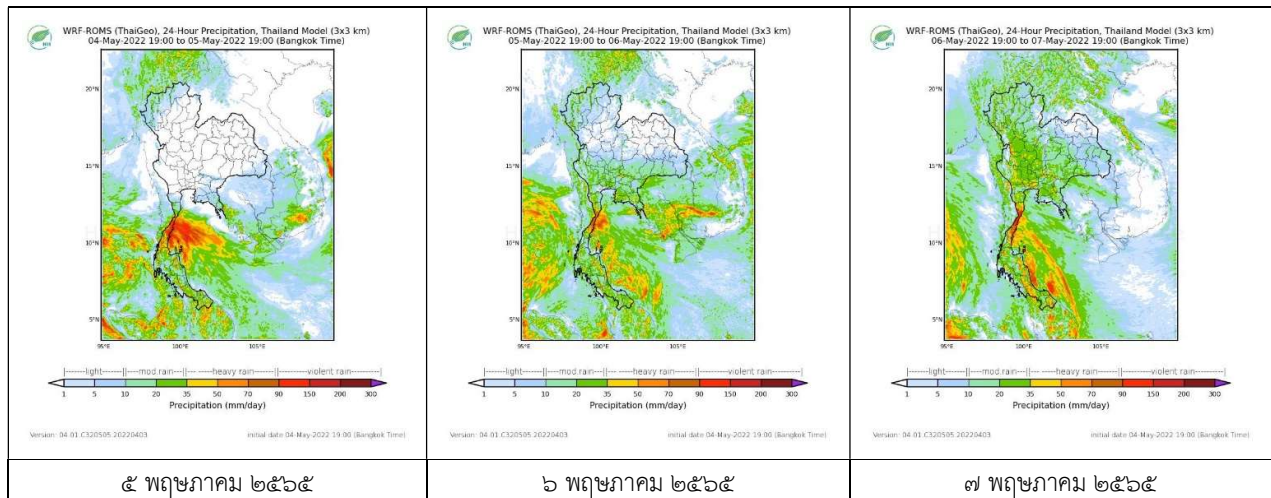 WRF-ROMS (ThaiGeo), 24-Hour Precipitation, Thailand Model (3x3 km)
04-May-2022 19:00 to 05-May-2022 19:00 (Bangkok Time)
20°N
15°N
10°N
5°N
95°E 100°E 105°E
|-------light-------||----mod.rain---||--- ---heavy rain--------||--------violent rain---------|
1 5 10 20 35 50 70 90 150 200 300
Precipitation (mm/day)
Version: 04.01.C320505.20220403 initial date 04-May-2022 19:00 (Bangkok Time)
๕ พฤษภาคม ๒๕๖๕
WRF-ROMS (ThaiGeo), 24-Hour Precipitation, Thailand Model (3x3 km)
05-May-2022 19:00 to 06-May-2022 19:00 (Bangkok Time)
20°N
15°N
10°N
5°N
95°E 100°E 105°E
|-------light-------||----mod.rain---||--- ---heavy rain--------||--------violent rain---------|
1 5 10 20 35 50 70 90 150 200 300
Precipitation (mm/day)
Version: 04.01.C320505.20220403 initial date 04-May-2022 19:00 (Bangkok Time)
๖ พฤษภาคม ๒๕๖๕
WRF-ROMS (ThaiGeo), 24-Hour Precipitation, Thailand Model (3x3 km)
06-May-2022 19:00 to 07-May-2022 19:00 (Bangkok Time)
20°N
15°N
10°N
5°N
95°E 100°E 105°E
|-------light-------||----mod.rain---||--- ---heavy rain--------||--------violent rain---------|
1 5 10 20 35 50 70 90 150 200 300
Precipitation (mm/day)
Version: 04.01.C320505.20220403 initial date 04-May-2022 19:00 (Bangkok Time)
๗ พฤษภาคม ๒๕๖๕